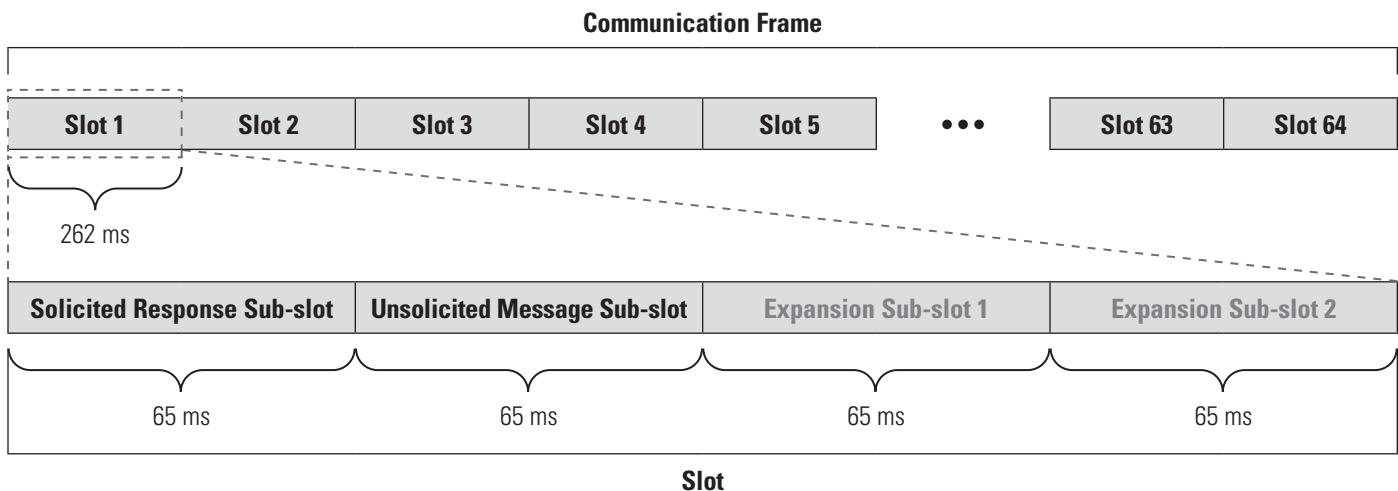 Communication Frame
Slot 1 Slot 2 Slot 3 Slot 4 Slot 5 ••• Slot 63 Slot 64
262 ms
Solicited Response Sub-slot Unsolicited Message Sub-slot Expansion Sub-slot 1 Expansion Sub-slot 2
65 ms 65 ms 65 ms 65 ms
Slot